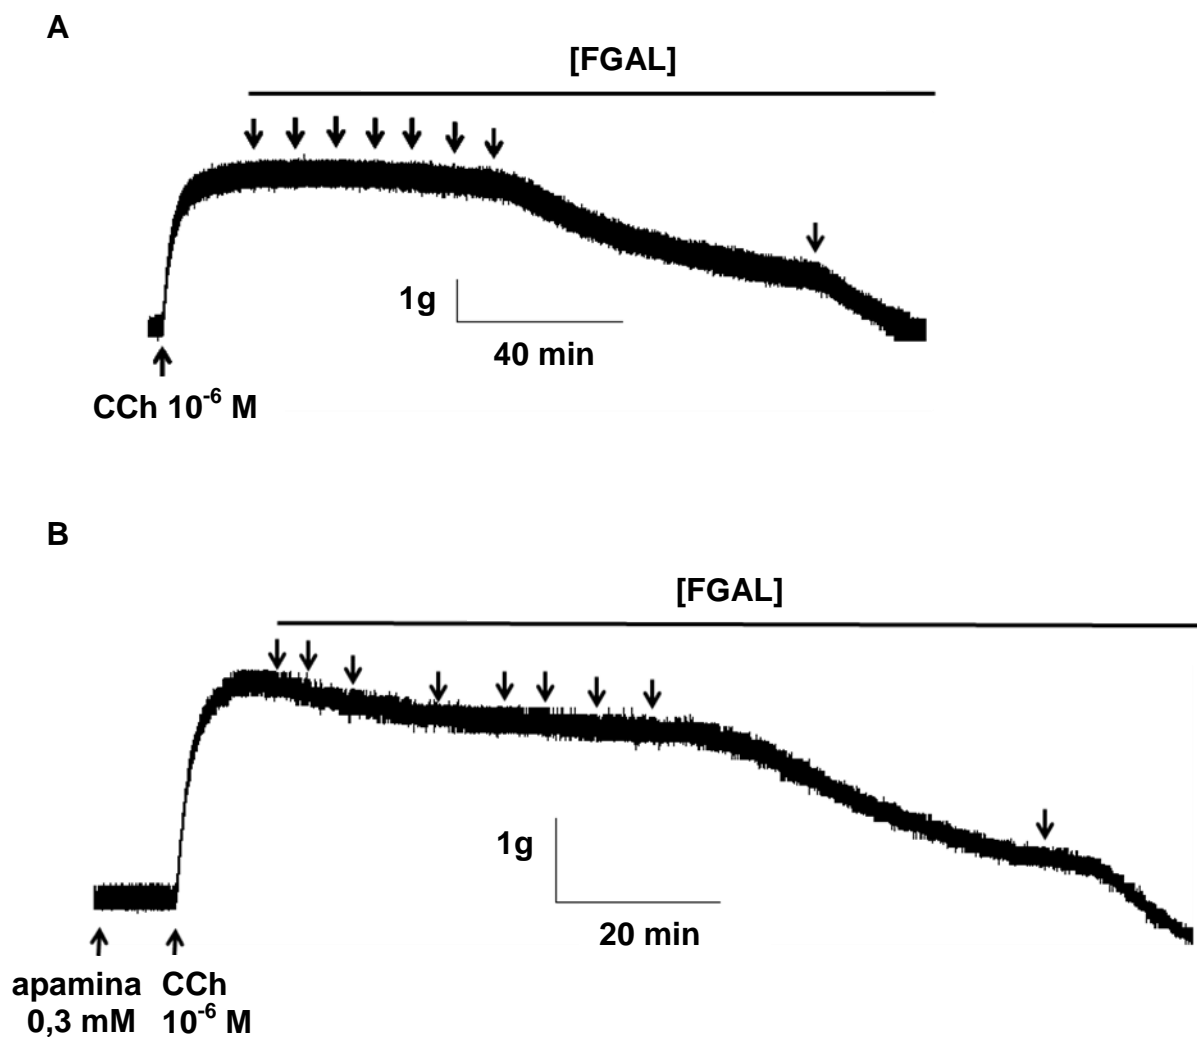 A
[FGAL]
1g
40 min
CCh 10⁻⁶ M
B
[FGAL]
1g
20 min
apamina CCh
0,3 mM 10⁻⁶ M